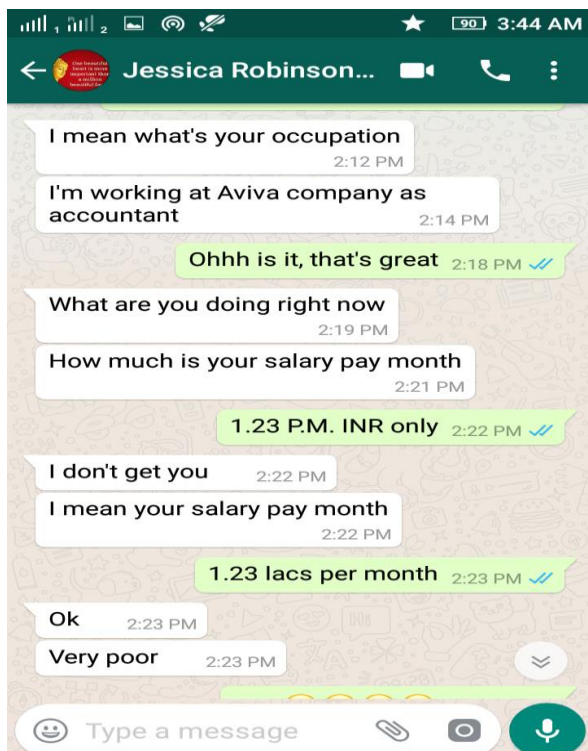 1 2 90 3:44 AM
Jessica Robinson...
I mean what's your occupation
2:12 PM
I'm working at Aviva company as
accountant 2:14 PM
Ohhh is it, that's great 2:18 PM
What are you doing right now
2:19 PM
How much is your salary pay month
2:21 PM
1.23 P.M. INR only 2:22 PM
I don't get you 2:22 PM
I mean your salary pay month
2:22 PM
1.23 lacs per month 2:23 PM
Ok 2:23 PM
Very poor 2:23 PM
Type a message